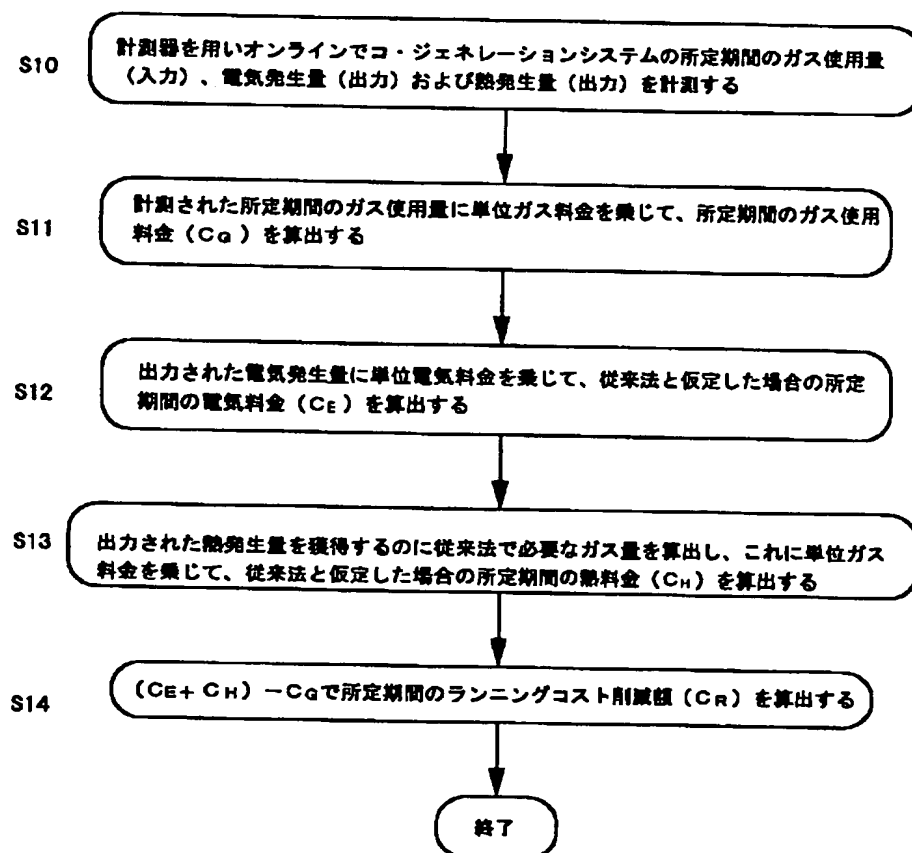 S10
計測器を用いオンラインでコ・ジェネレーションシステムの所定期間のガス使用量
(入力)、電気発生量(出力)および熱発生量(出力)を計測する
S11
計測された所定期間のガス使用量に単位ガス料金を乗じて、所定期間のガス使用
料金(CG)を算出する
S12
出力された電気発生量に単位電気料金を乗じて、従来法と仮定した場合の所定
期間の電気料金(CE)を算出する
S13
出力された熱発生量を獲得するのに従来法で必要なガス量を算出し、これに単位ガス
料金を乗じて、従来法と仮定した場合の所定期間の熱料金(CH)を算出する
S14
(CE+CH)-CGで所定期間のランニングコスト削減額(CR)を算出する
終了